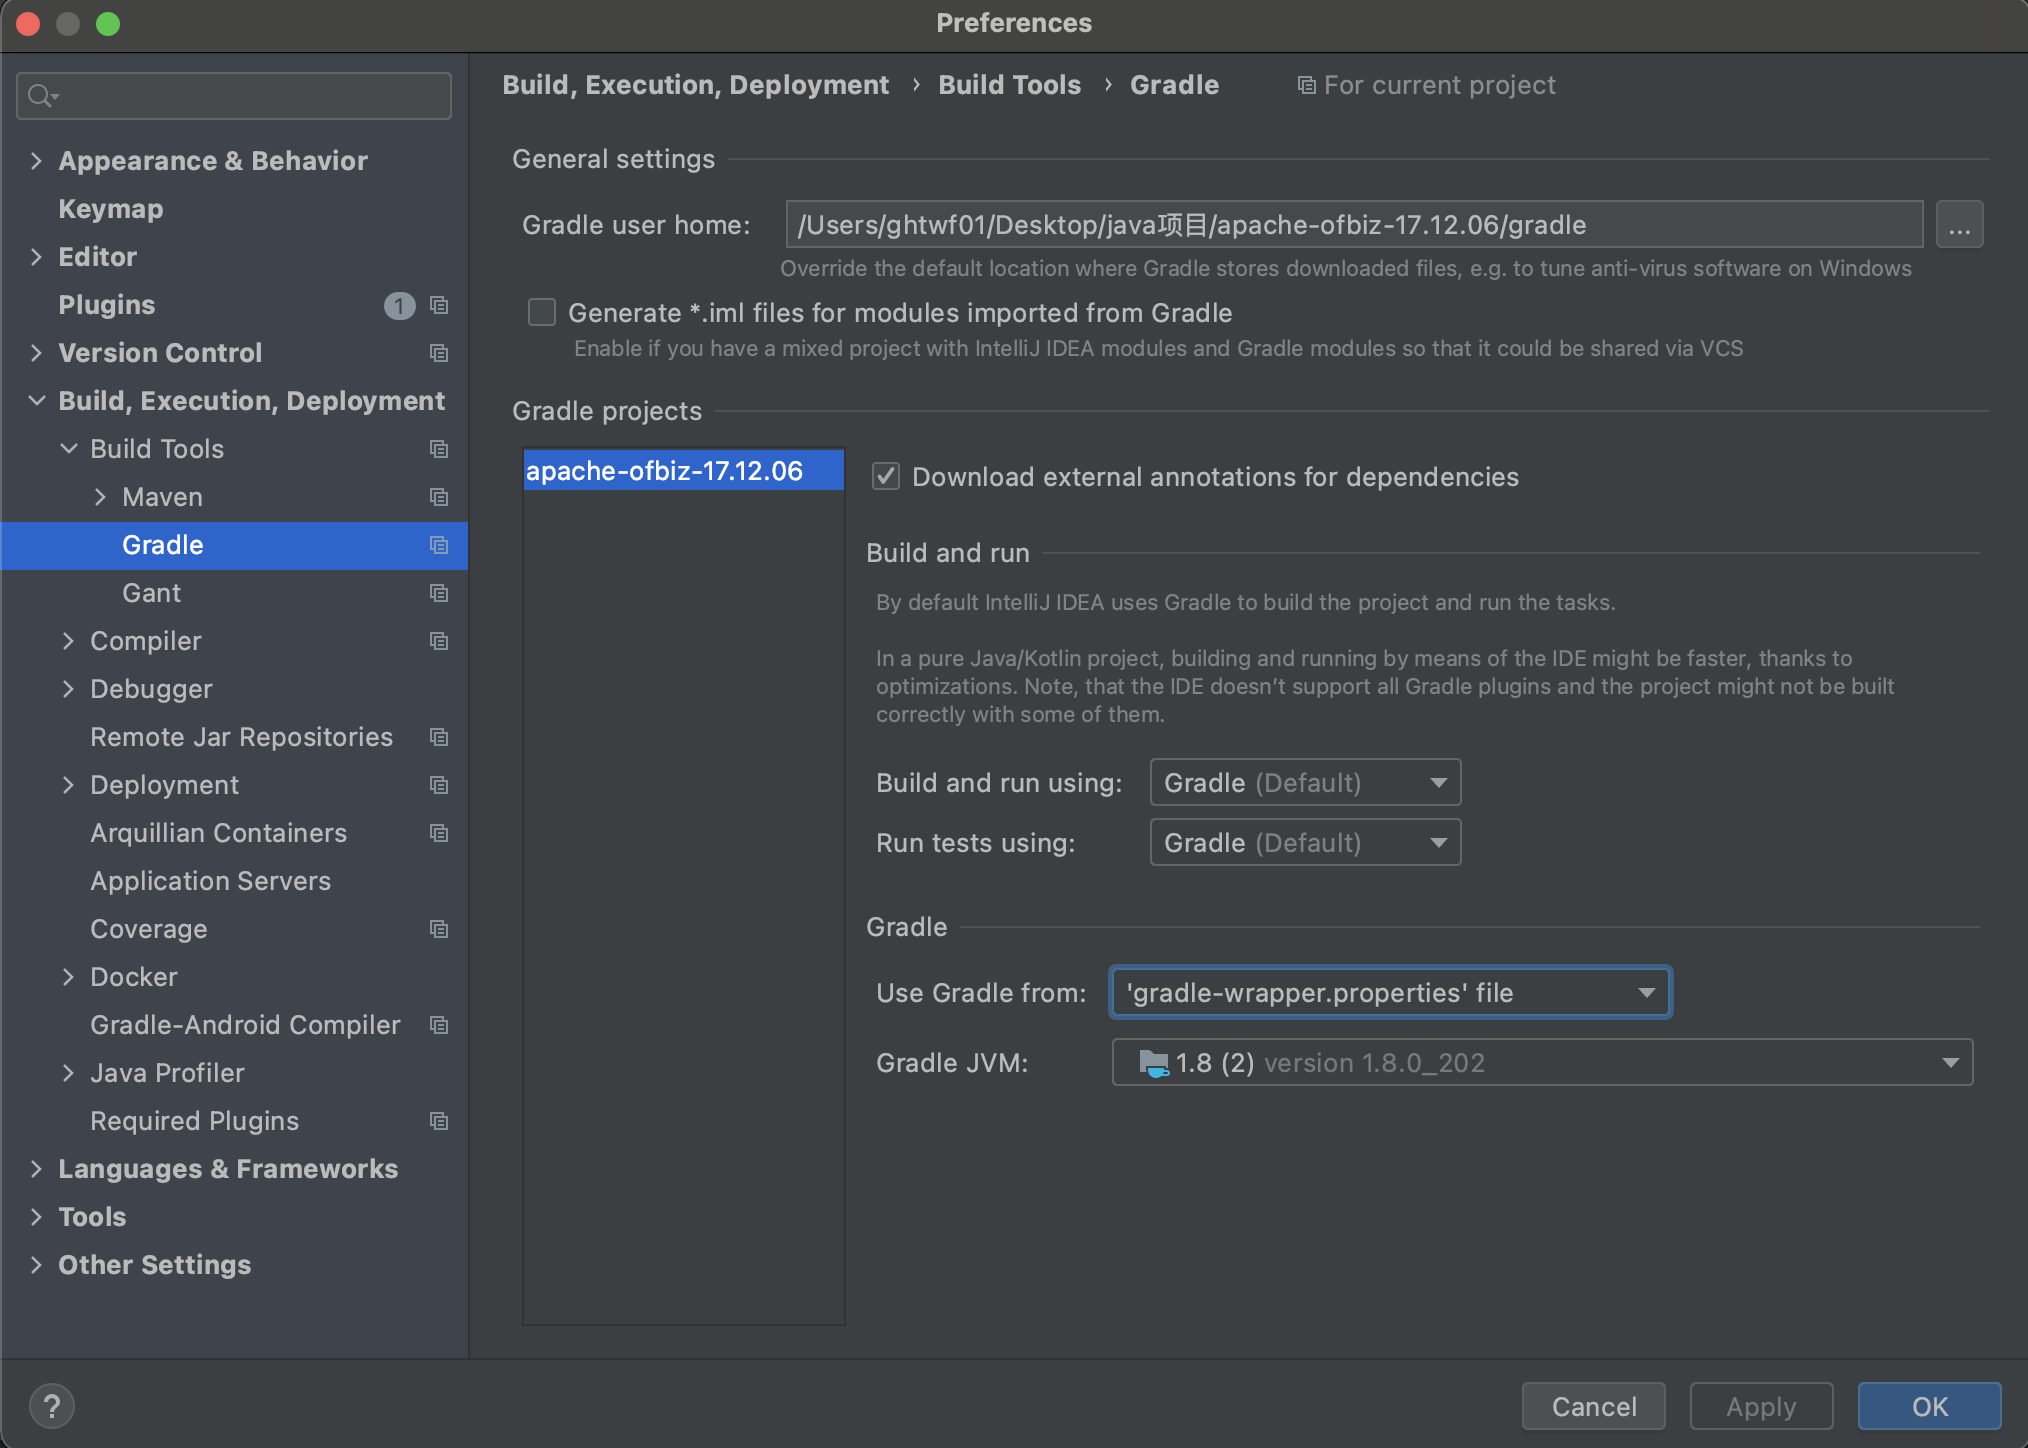 Preferences
Build, Execution, Deployment › Build Tools › Gradle For current project
Appearance & Behavior
Keymap
Editor
Plugins 1
Version Control
Build, Execution, Deployment
Build Tools
Maven
Gradle
Gant
Compiler
Debugger
Remote Jar Repositories
Deployment
Arquillian Containers
Application Servers
Coverage
Docker
Gradle-Android Compiler
Java Profiler
Required Plugins
Languages & Frameworks
Tools
Other Settings
General settings
Gradle user home: /Users/ghtwf01/Desktop/java项目/apache-ofbiz-17.12.06/gradle ...
Override the default location where Gradle stores downloaded files, e.g. to tune anti-virus software on Windows
Generate *.iml files for modules imported from Gradle
Enable if you have a mixed project with IntelliJ IDEA modules and Gradle modules so that it could be shared via VCS
Gradle projects
apache-ofbiz-17.12.06
Download external annotations for dependencies
Build and run
By default IntelliJ IDEA uses Gradle to build the project and run the tasks.
In a pure Java/Kotlin project, building and running by means of the IDE might be faster, thanks to
optimizations. Note, that the IDE doesn't support all Gradle plugins and the project might not be built
correctly with some of them.
Build and run using: Gradle (Default)
Run tests using: Gradle (Default)
Gradle
Use Gradle from: 'gradle-wrapper.properties' file
Gradle JVM: 1.8 (2) version 1.8.0_202
?
Cancel
Apply
OK